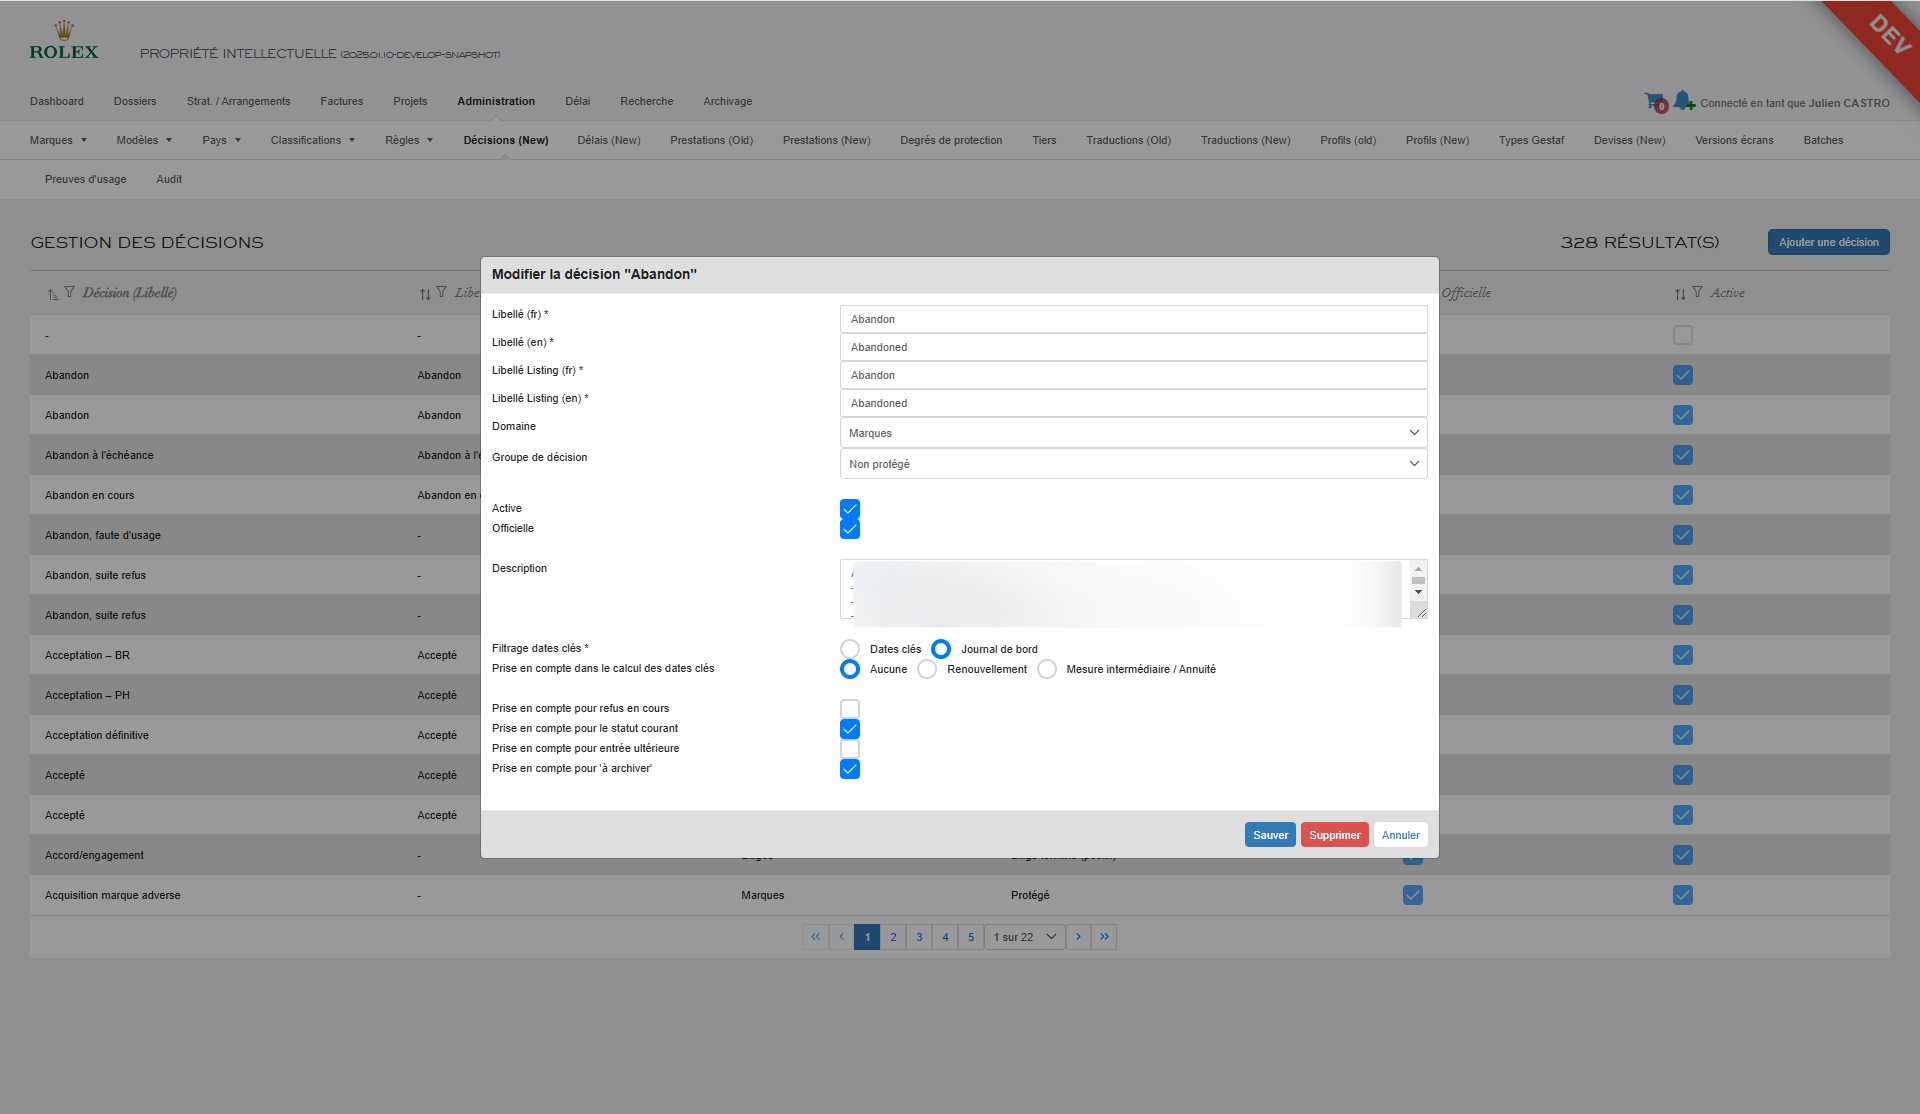 DEV
ROLEX
PROPRIÉTÉ INTELLECTUELLE (2025.01.10-DEVELOP-SNAPSHOT)
Dashboard Dossiers Strat. / Arrangements Factures Projets Administration Délai Recherche Archivage 0 Connecté en tant que Julien CASTRO
Marques Modèles Pays Classifications Règles Décisions (New) Délais (New) Prestations (Old) Prestations (New) Degrés de protection Tiers Traductions (Old) Traductions (New) Profils (old) Profils (New) Types Gestaf Devises (New) Versions écrans Batches
Preuves d'usage Audit
GESTION DES DÉCISIONS 328 RÉSULTAT(S) Ajouter une décision
Décision (Libellé) Libe Officielle Active
- -
Abandon Abandon
Abandon Abandon
Abandon à l'échéance Abandon à l'é
Abandon en cours Abandon en
Abandon, faute d'usage -
Abandon, suite refus -
Abandon, suite refus -
Acceptation – BR Accepté
Acceptation – PH Accepté
Acceptation définitive Accepté
Accepté Accepté
Accepté Accepté
Accord/engagement -
Acquisition marque adverse - Marques Protégé
Modifier la décision "Abandon"
Libellé (fr) * Abandon
Libellé (en) * Abandoned
Libellé Listing (fr) * Abandon
Libellé Listing (en) * Abandoned
Domaine Marques
Groupe de décision Non protégé
Active
Officielle
Description
Filtrage dates clés * Dates clés Journal de bord
Prise en compte dans le calcul des dates clés Aucune Renouvellement Mesure intermédiaire / Annuité
Prise en compte pour refus en cours
Prise en compte pour le statut courant
Prise en compte pour entrée ultérieure
Prise en compte pour 'à archiver'
Sauver Supprimer Annuler
« ‹ 1 2 3 4 5 1 sur 22 › »